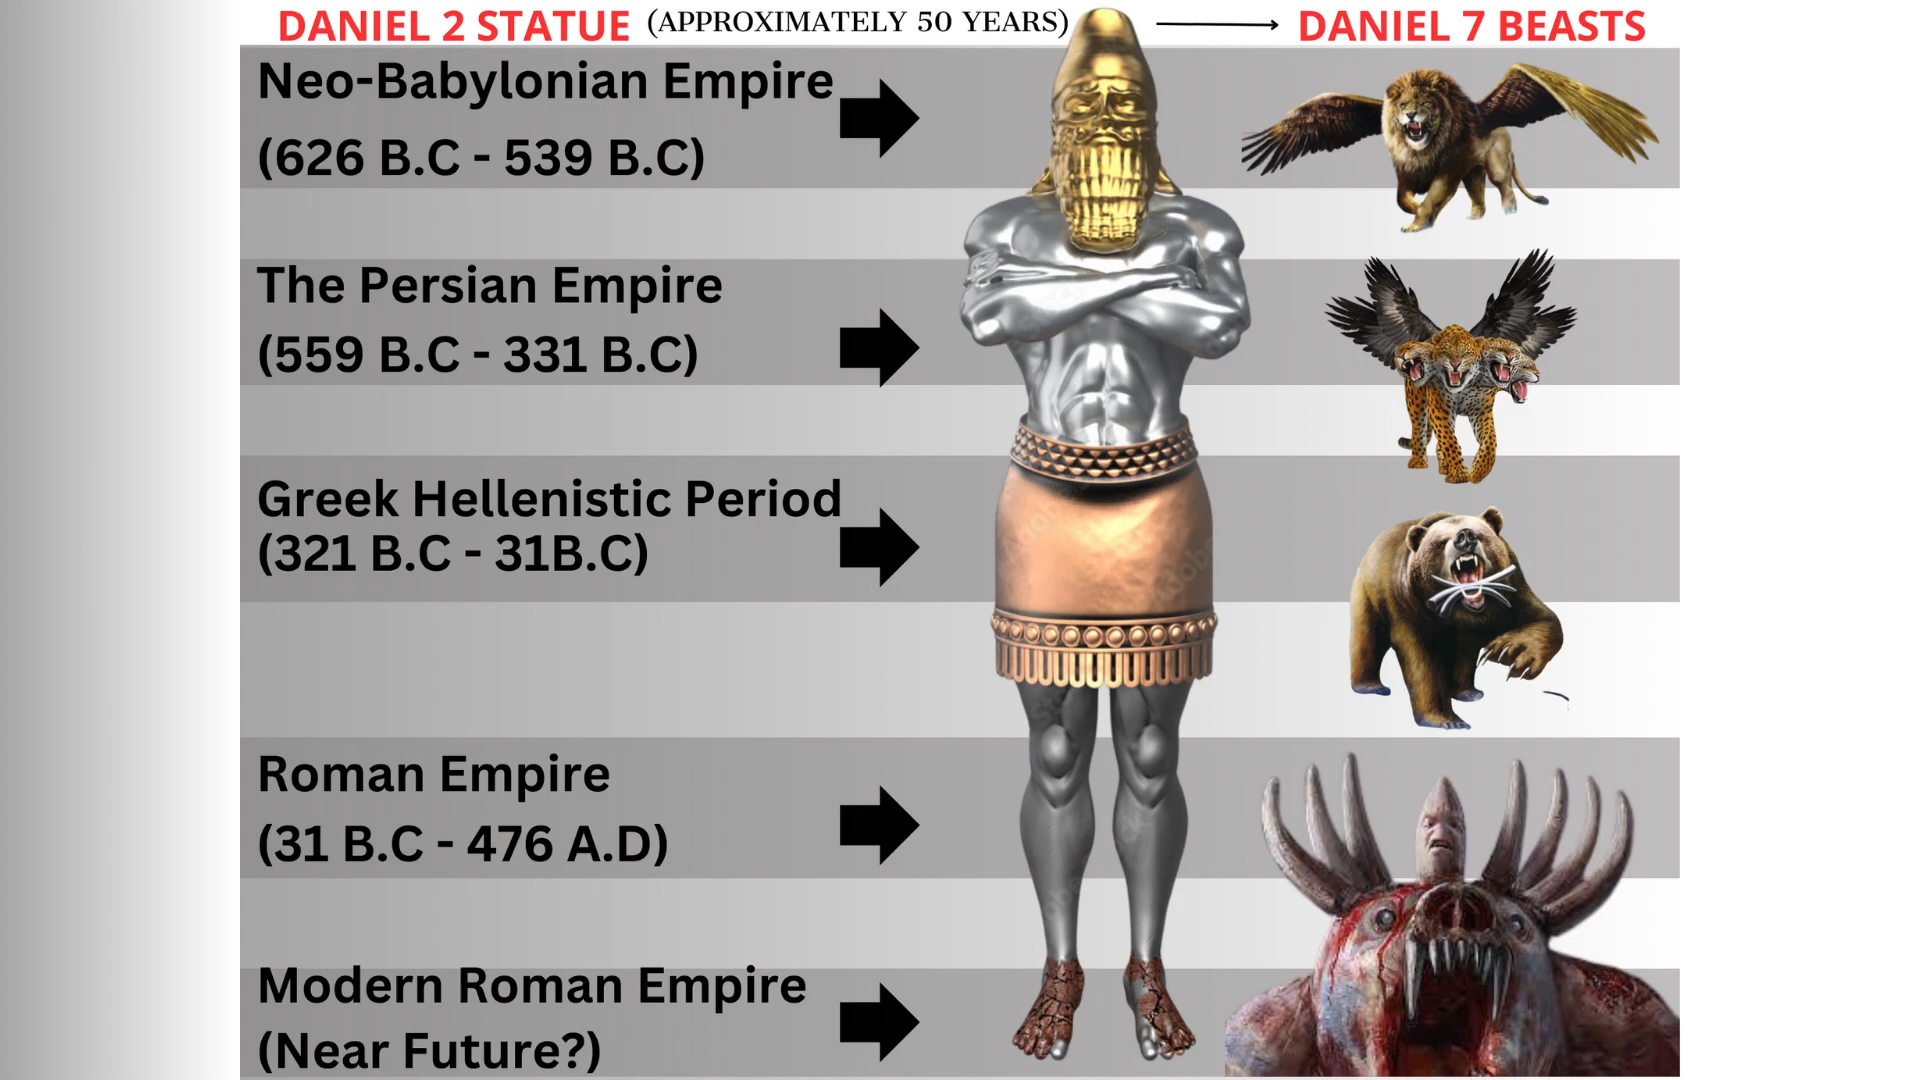 DANIEL 2 STATUE (APPROXIMATELY 50 YEARS) DANIEL 7 BEASTS
Neo-Babylonian Empire
(626 B.C - 539 B.C)
The Persian Empire
(559 B.C - 331 B.C)
Greek Hellenistic Period
(321 B.C - 31B.C)
Roman Empire
(31 B.C - 476 A.D)
Modern Roman Empire
(Near Future?)